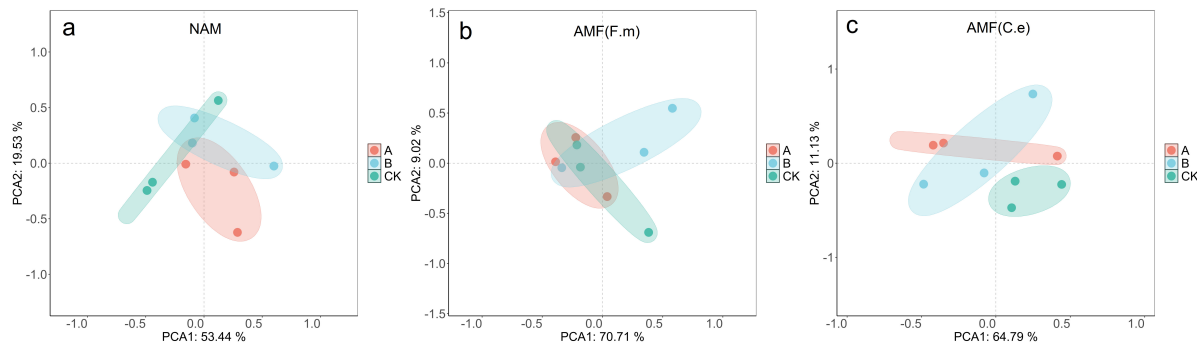 a
NAM
1.0
0.5
0.0
-0.5
-1.0
PCA2: 19.53 %
-1.0
-0.5
0.0
0.5
1.0
PCA1: 53.44 %
A
B
CK
b
AMF(F.m)
1.5
1.0
0.5
0.0
-0.5
-1.0
-1.5
PCA2: 9.02 %
-1.0
-0.5
0.0
0.5
1.0
PCA1: 70.71 %
A
B
CK
c
AMF(C.e)
1
0
-1
PCA2: 11.13 %
-1.0
-0.5
0.0
0.5
1.0
PCA1: 64.79 %
A
B
CK